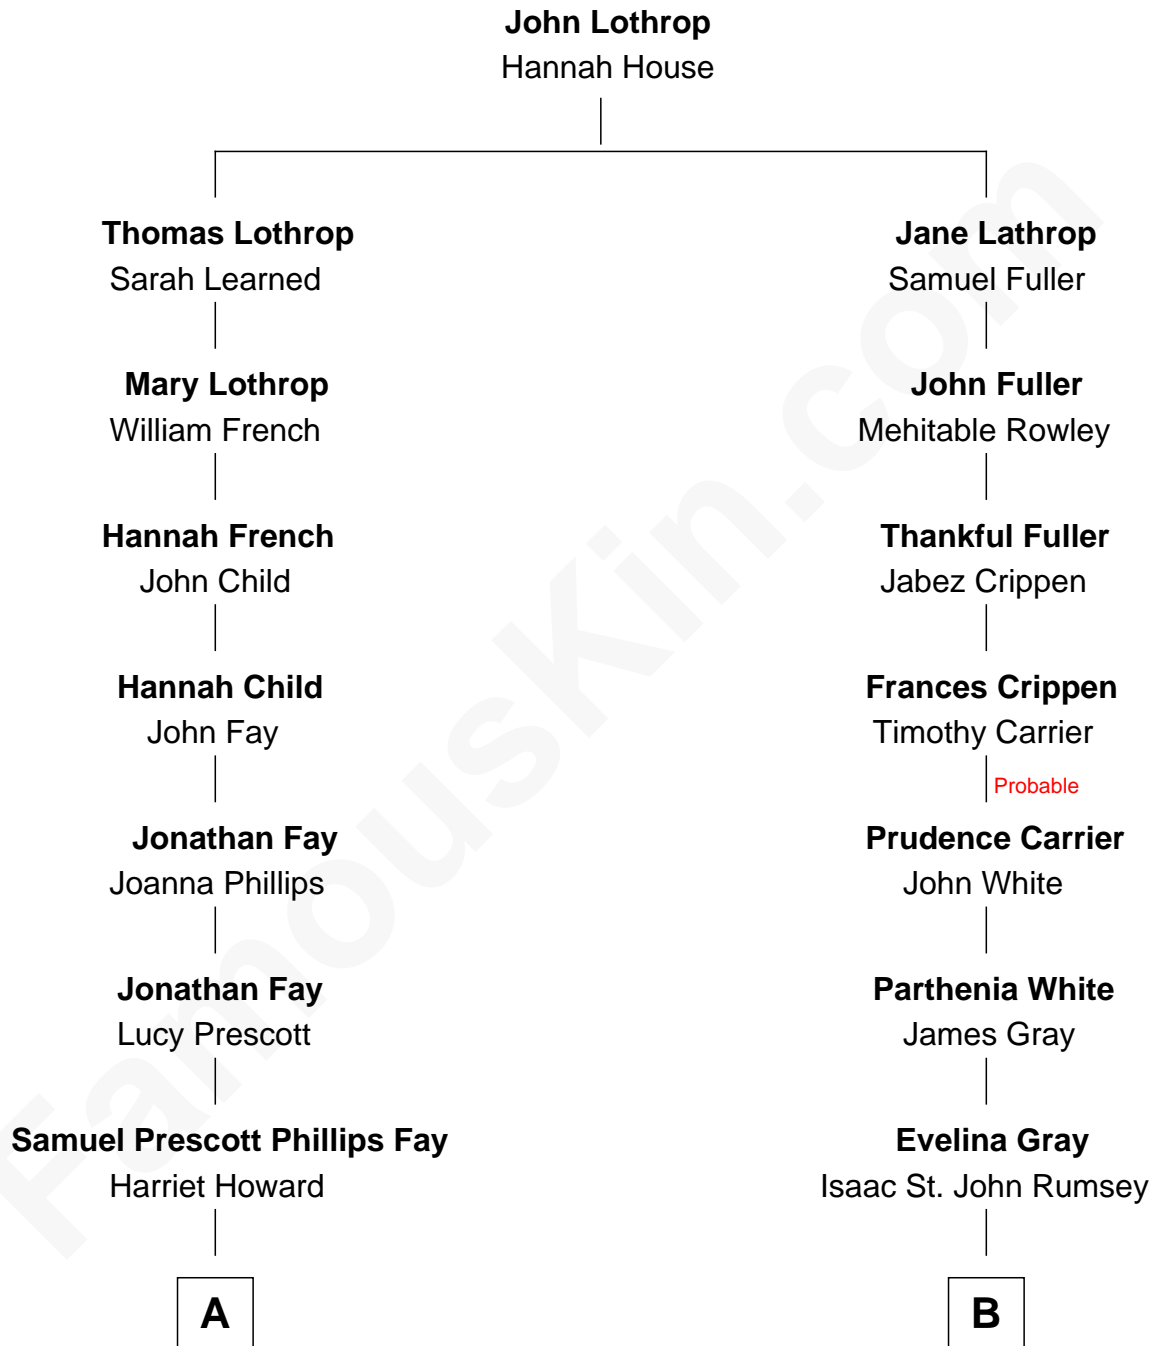 John Lothrop
Hannah House
Thomas Lothrop
Sarah Learned
Jane Lathrop
Samuel Fuller
Mary Lothrop
William French
John Fuller
Mehitable Rowley
Hannah French
John Child
Thankful Fuller
Jabez Crippen
Hannah Child
John Fay
Frances Crippen
Timothy Carrier
Probable
Jonathan Fay
Joanna Phillips
Prudence Carrier
John White
Jonathan Fay
Lucy Prescott
Parthenia White
James Gray
Samuel Prescott Phillips Fay
Harriet Howard
Evelina Gray
Isaac St. John Rumsey
A
B
FamousKin.com